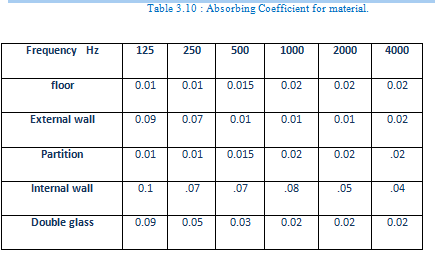 Table 3.10 : Absorbing Coefficient for material.
Frequency Hz 125 250 500 1000 2000 4000
floor 0.01 0.01 0.015 0.02 0.02 0.02
External wall 0.09 0.07 0.01 0.01 0.01 0.02
Partition 0.01 0.01 0.015 0.02 0.02 .02
Internal wall 0.1 .07 .07 .08 .05 .04
Double glass 0.09 0.05 0.03 0.02 0.02 0.02